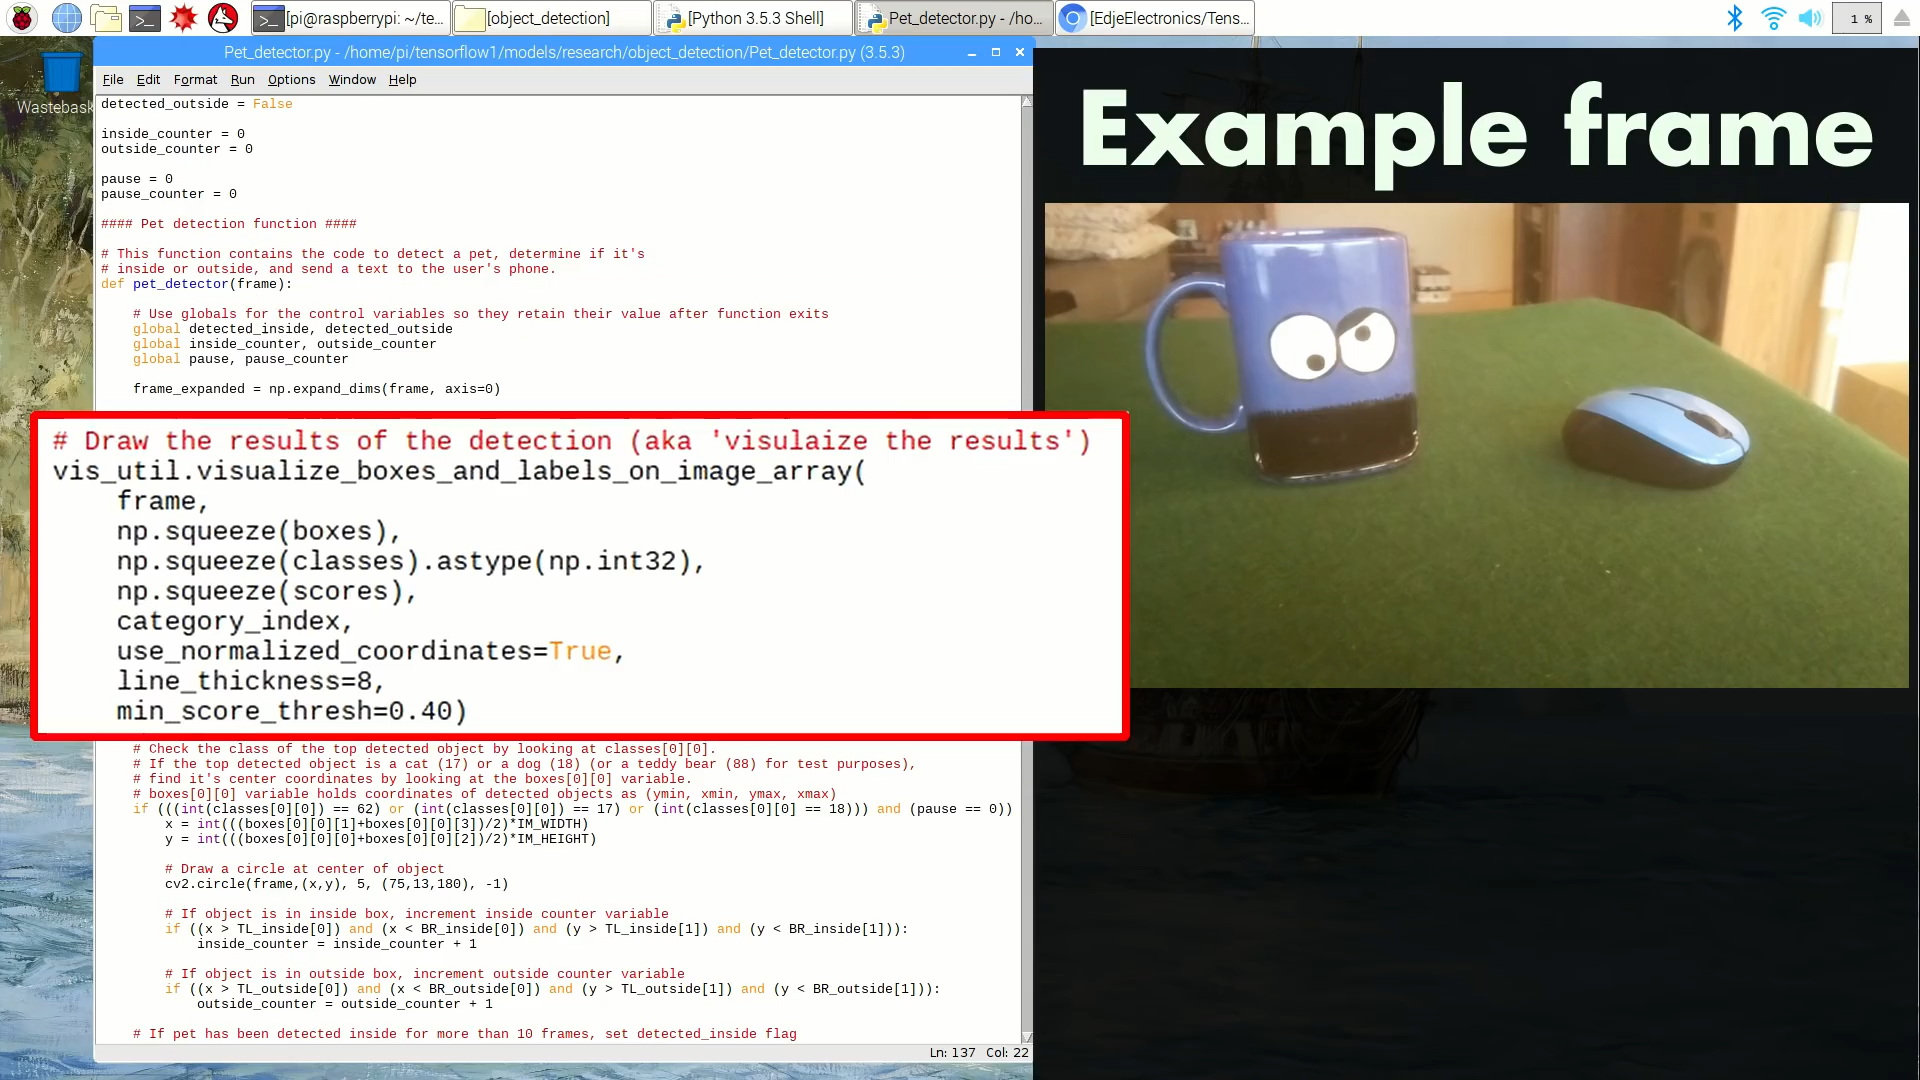 [pi@raspberrypi: ~/te...
[object_detection]
[Python 3.5.3 Shell]
Pet_detector.py - /ho...
[EdjeElectronics/Tens...
1 %
Pet_detector.py - /home/pi/tensorflow1/models/research/object_detection/Pet_detector.py (3.5.3)
File Edit Format Run Options Window Help
Wastebask
detected_outside = False
inside_counter = 0
outside_counter = 0
pause = 0
pause_counter = 0
#### Pet detection function ####
# This function contains the code to detect a pet, determine if it's
# inside or outside, and send a text to the user's phone.
def pet_detector(frame):
# Use globals for the control variables so they retain their value after function exits
global detected_inside, detected_outside
global inside_counter, outside_counter
global pause, pause_counter
frame_expanded = np.expand_dims(frame, axis=0)
# Draw the results of the detection (aka 'visulaize the results')
vis_util.visualize_boxes_and_labels_on_image_array(
frame,
np.squeeze(boxes),
np.squeeze(classes).astype(np.int32),
np.squeeze(scores),
category_index,
use_normalized_coordinates=True,
line_thickness=8,
min_score_thresh=0.40)
# Check the class of the top detected object by looking at classes[0][0].
# If the top detected object is a cat (17) or a dog (18) (or a teddy bear (88) for test purposes),
# find it's center coordinates by looking at the boxes[0][0] variable.
# boxes[0][0] variable holds coordinates of detected objects as (ymin, xmin, ymax, xmax)
if (((int(classes[0][0]) == 62) or (int(classes[0][0]) == 17) or (int(classes[0][0] == 18))) and (pause == 0))
x = int(((boxes[0][0][1]+boxes[0][0][3])/2)*IM_WIDTH)
y = int(((boxes[0][0][0]+boxes[0][0][2])/2)*IM_HEIGHT)
# Draw a circle at center of object
cv2.circle(frame,(x,y), 5, (75,13,180), -1)
# If object is in inside box, increment inside counter variable
if ((x > TL_inside[0]) and (x < BR_inside[0]) and (y > TL_inside[1]) and (y < BR_inside[1])):
inside_counter = inside_counter + 1
# If object is in outside box, increment outside counter variable
if ((x > TL_outside[0]) and (x < BR_outside[0]) and (y > TL_outside[1]) and (y < BR_outside[1])):
outside_counter = outside_counter + 1
# If pet has been detected inside for more than 10 frames, set detected_inside flag
Ln: 137 Col: 22
Example frame